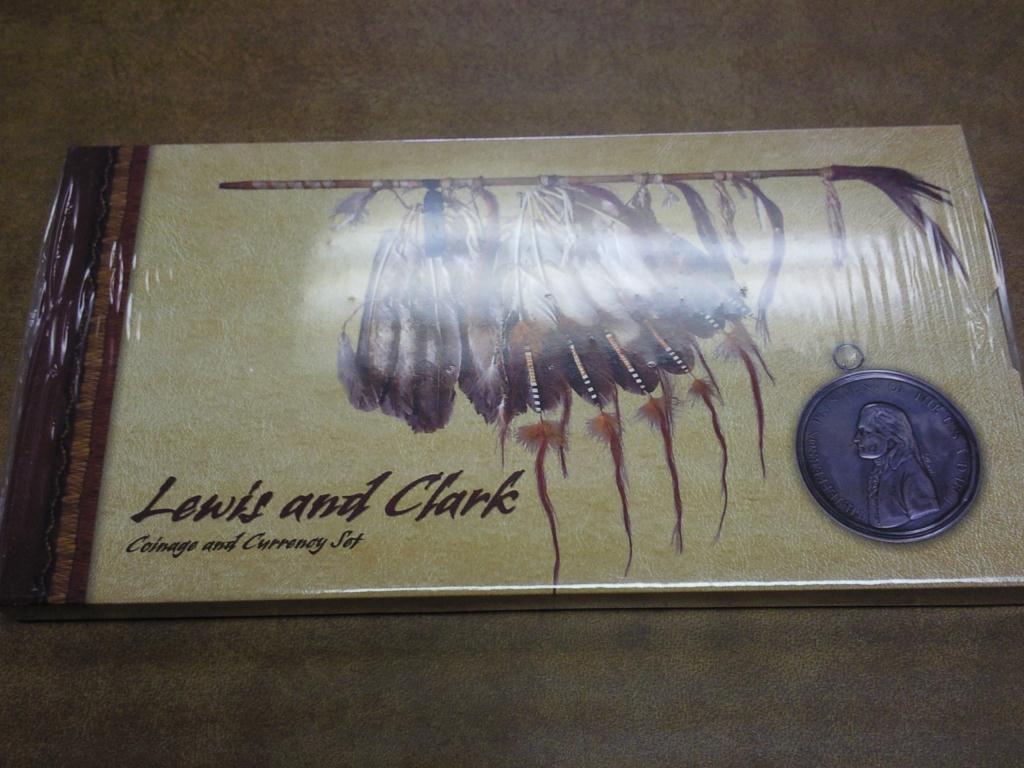 Lewis and Clark
Coinage and Currency Set